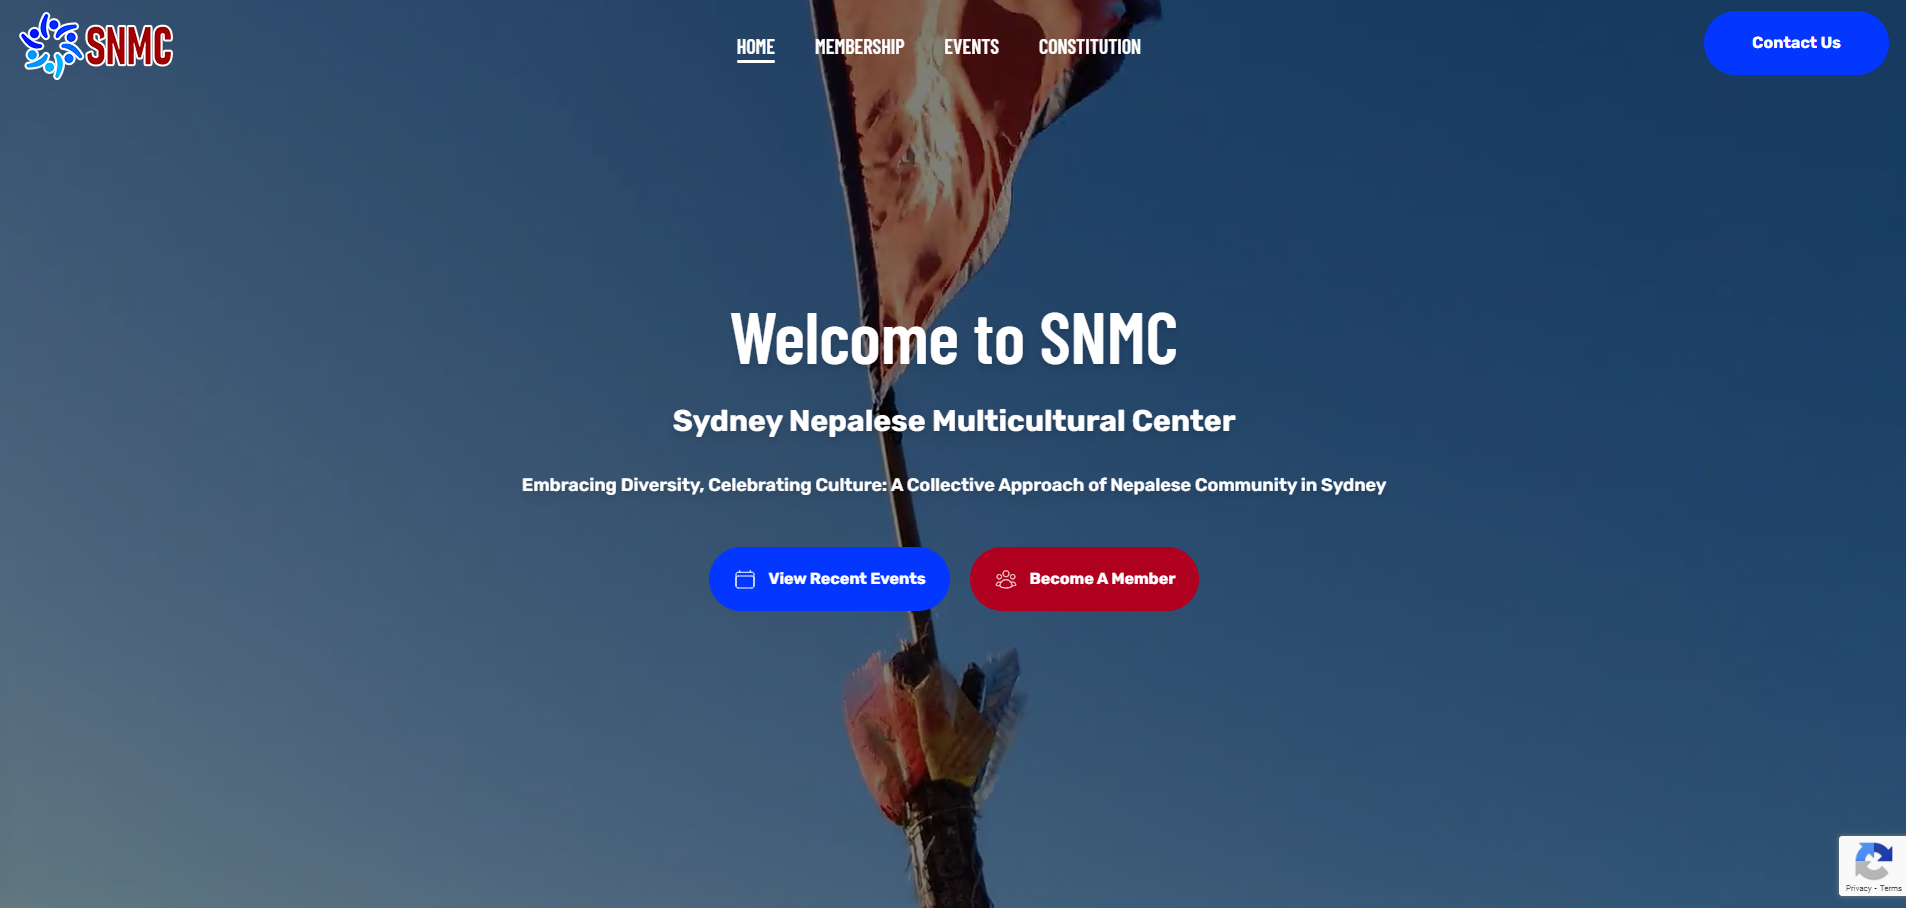 SNMC
HOME
MEMBERSHIP
EVENTS
CONSTITUTION
Contact Us
Welcome to SNMC
Sydney Nepalese Multicultural Center
Embracing Diversity, Celebrating Culture: A Collective Approach of Nepalese Community in Sydney
View Recent Events
Become A Member
Privacy - Terms